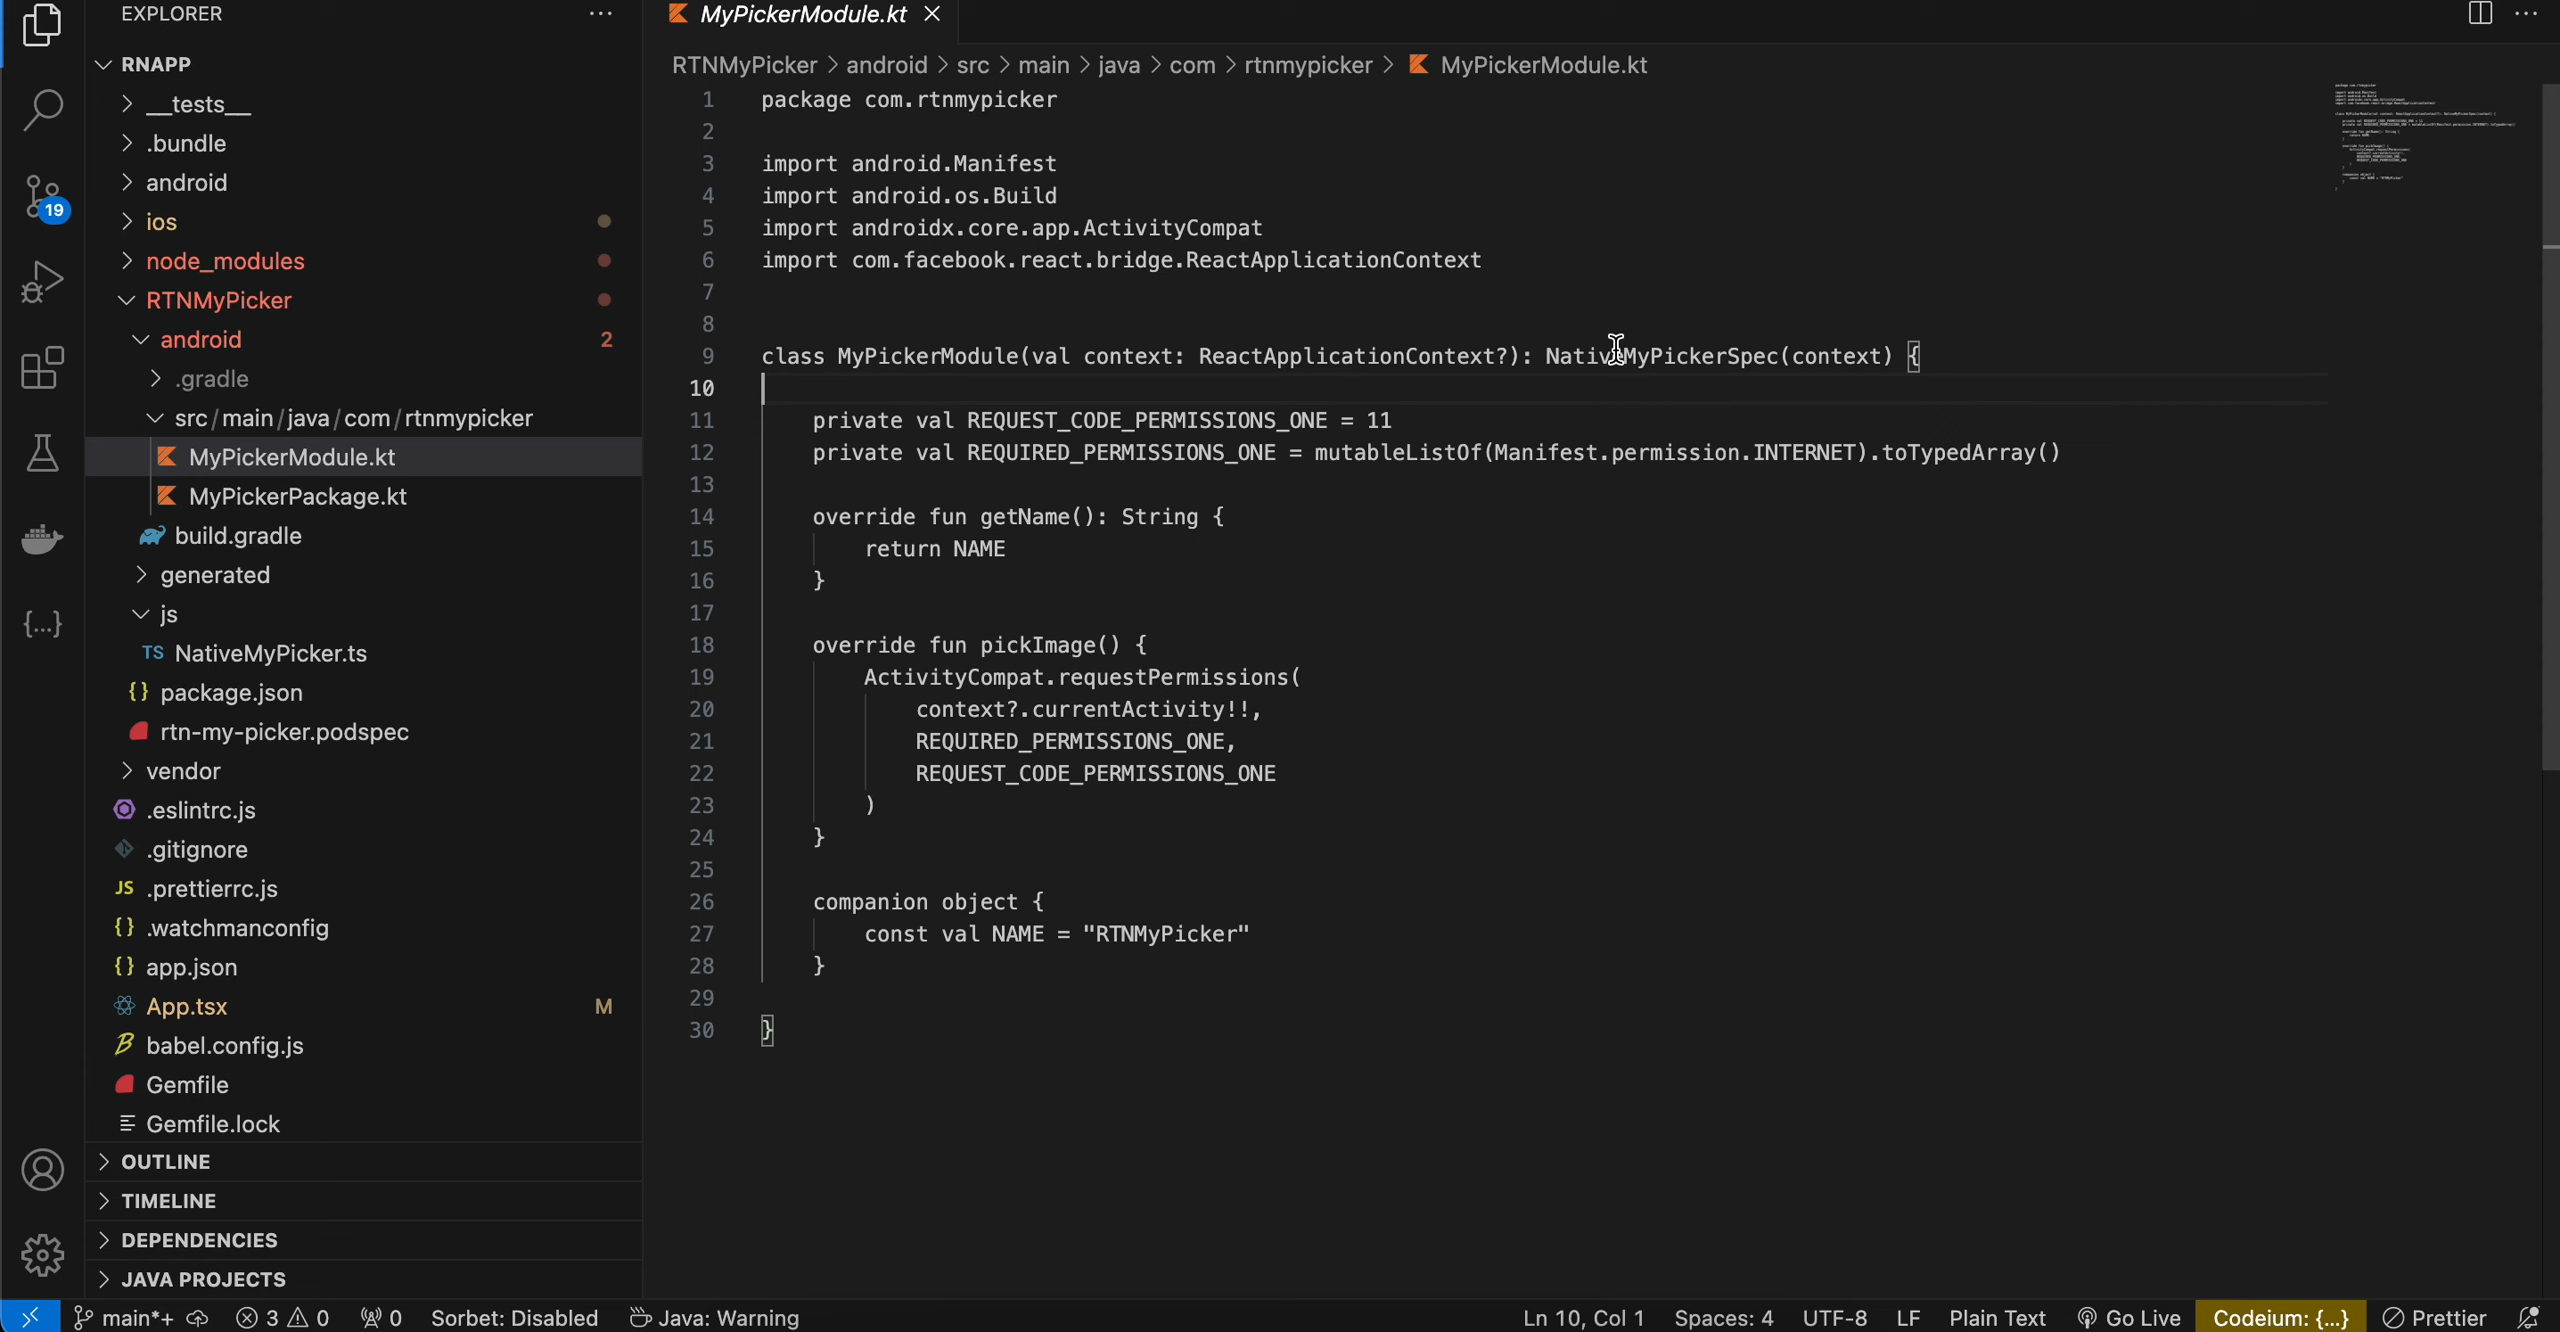 EXPLORER
RNAPP
__tests__
.bundle
android
ios
node_modules
RTNMyPicker
android 2
.gradle
src/main/java/com/rtnmypicker
MyPickerModule.kt
MyPickerPackage.kt
build.gradle
generated
js
TS NativeMyPicker.ts
{} package.json
rtn-my-picker.podspec
vendor
.eslintrc.js
.gitignore
JS .prettierrc.js
{} .watchmanconfig
{} app.json
App.tsx M
babel.config.js
Gemfile
Gemfile.lock
OUTLINE
TIMELINE
DEPENDENCIES
JAVA PROJECTS
19
{...}
MyPickerModule.kt
RTNMyPicker > android > src > main > java > com > rtnmypicker > MyPickerModule.kt
1 package com.rtnmypicker
2
3 import android.Manifest
4 import android.os.Build
5 import androidx.core.app.ActivityCompat
6 import com.facebook.react.bridge.ReactApplicationContext
7
8
9 class MyPickerModule(val context: ReactApplicationContext?): NativeMyPickerSpec(context) {
10
11 private val REQUEST_CODE_PERMISSIONS_ONE = 11
12 private val REQUIRED_PERMISSIONS_ONE = mutableListOf(Manifest.permission.INTERNET).toTypedArray()
13
14 override fun getName(): String {
15 return NAME
16 }
17
18 override fun pickImage() {
19 ActivityCompat.requestPermissions(
20 context?.currentActivity!!,
21 REQUIRED_PERMISSIONS_ONE,
22 REQUEST_CODE_PERMISSIONS_ONE
23 )
24 }
25
26 companion object {
27 const val NAME = "RTNMyPicker"
28 }
29
30 }
main*+ 3 0 0 Sorbet: Disabled Java: Warning Ln 10, Col 1 Spaces: 4 UTF-8 LF Plain Text Go Live Codeium: {...} Prettier